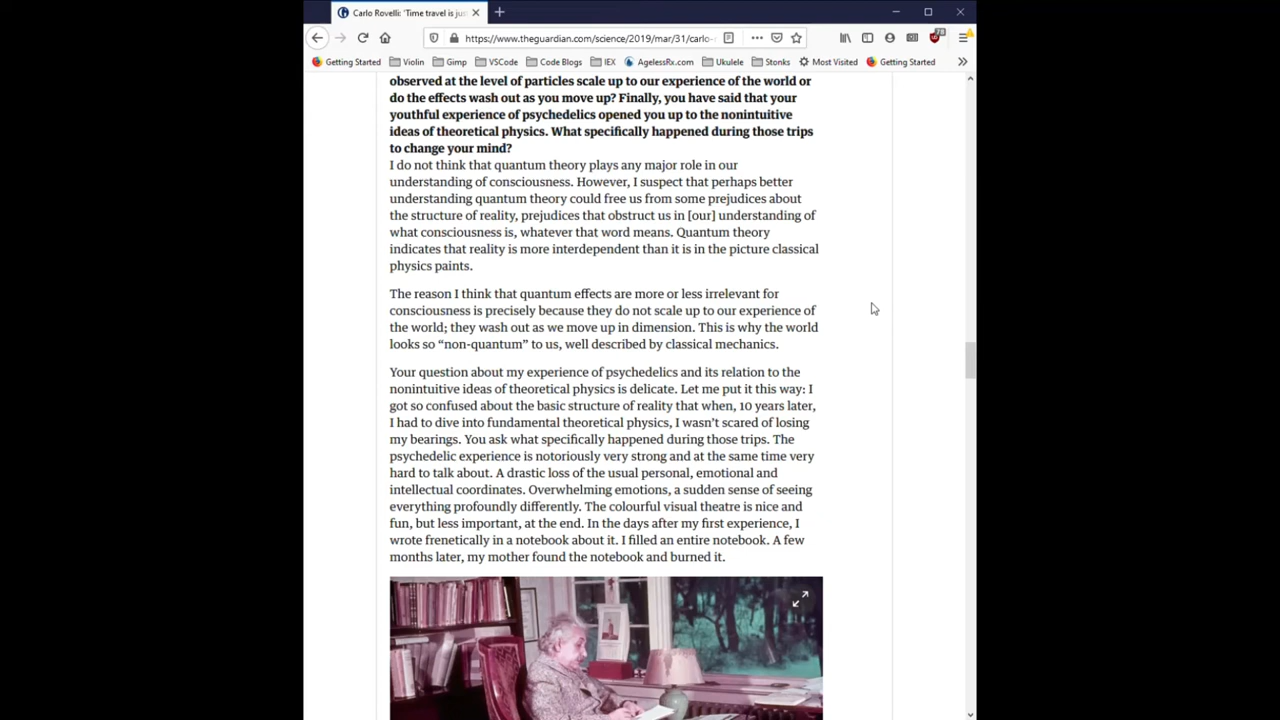 Carlo Rovelli: 'Time travel is jus
https://www.theguardian.com/science/2019/mar/31/carlo-
78
Getting Started Violin Gimp VSCode Code Blogs IEX AgelessRx.com Ukulele Stonks Most Visited Getting Started
observed at the level of particles scale up to our experience of the world or
do the effects wash out as you move up? Finally, you have said that your
youthful experience of psychedelics opened you up to the nonintuitive
ideas of theoretical physics. What specifically happened during those trips
to change your mind?
I do not think that quantum theory plays any major role in our
understanding of consciousness. However, I suspect that perhaps better
understanding quantum theory could free us from some prejudices about
the structure of reality, prejudices that obstruct us in [our] understanding of
what consciousness is, whatever that word means. Quantum theory
indicates that reality is more interdependent than it is in the picture classical
physics paints.
The reason I think that quantum effects are more or less irrelevant for
consciousness is precisely because they do not scale up to our experience of
the world; they wash out as we move up in dimension. This is why the world
looks so “non-quantum” to us, well described by classical mechanics.
Your question about my experience of psychedelics and its relation to the
nonintuitive ideas of theoretical physics is delicate. Let me put it this way: I
got so confused about the basic structure of reality that when, 10 years later,
I had to dive into fundamental theoretical physics, I wasn’t scared of losing
my bearings. You ask what specifically happened during those trips. The
psychedelic experience is notoriously very strong and at the same time very
hard to talk about. A drastic loss of the usual personal, emotional and
intellectual coordinates. Overwhelming emotions, a sudden sense of seeing
everything profoundly differently. The colourful visual theatre is nice and
fun, but less important, at the end. In the days after my first experience, I
wrote frenetically in a notebook about it. I filled an entire notebook. A few
months later, my mother found the notebook and burned it.